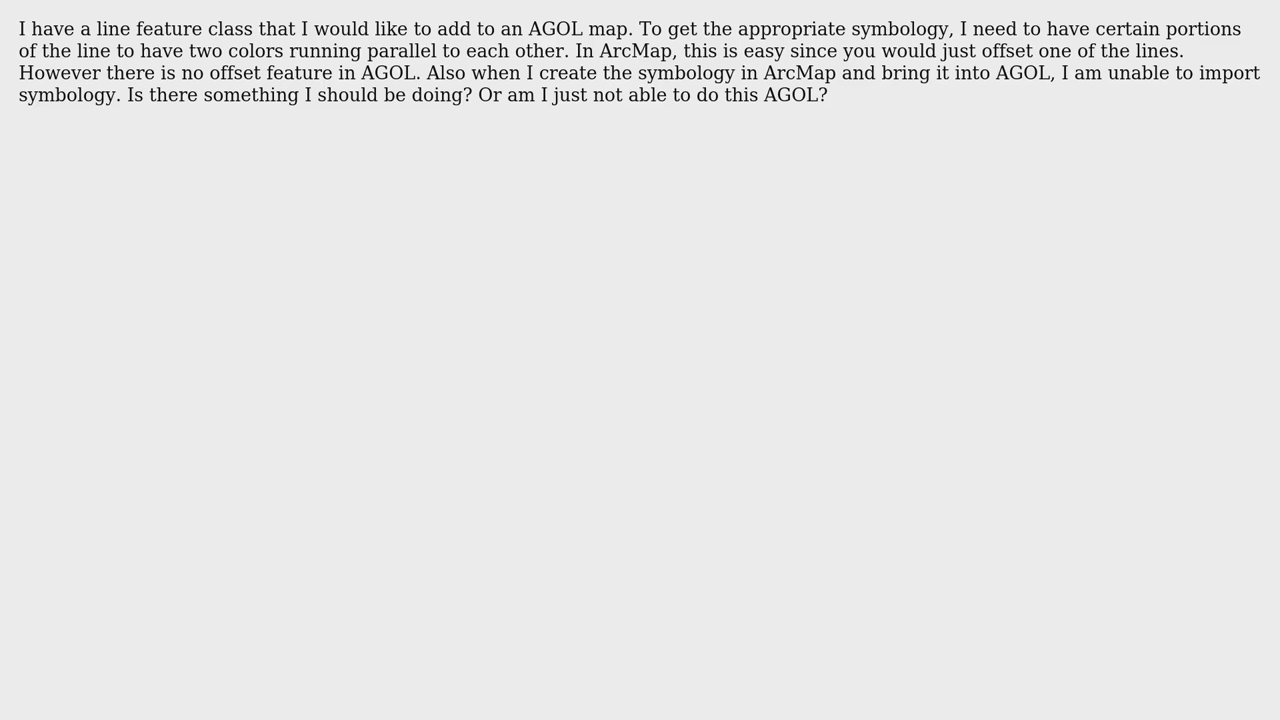 I have a line feature class that I would like to add to an AGOL map. To get the appropriate symbology, I need to have certain portions
of the line to have two colors running parallel to each other. In ArcMap, this is easy since you would just offset one of the lines.
However there is no offset feature in AGOL. Also when I create the symbology in ArcMap and bring it into AGOL, I am unable to import
symbology. Is there something I should be doing? Or am I just not able to do this AGOL?